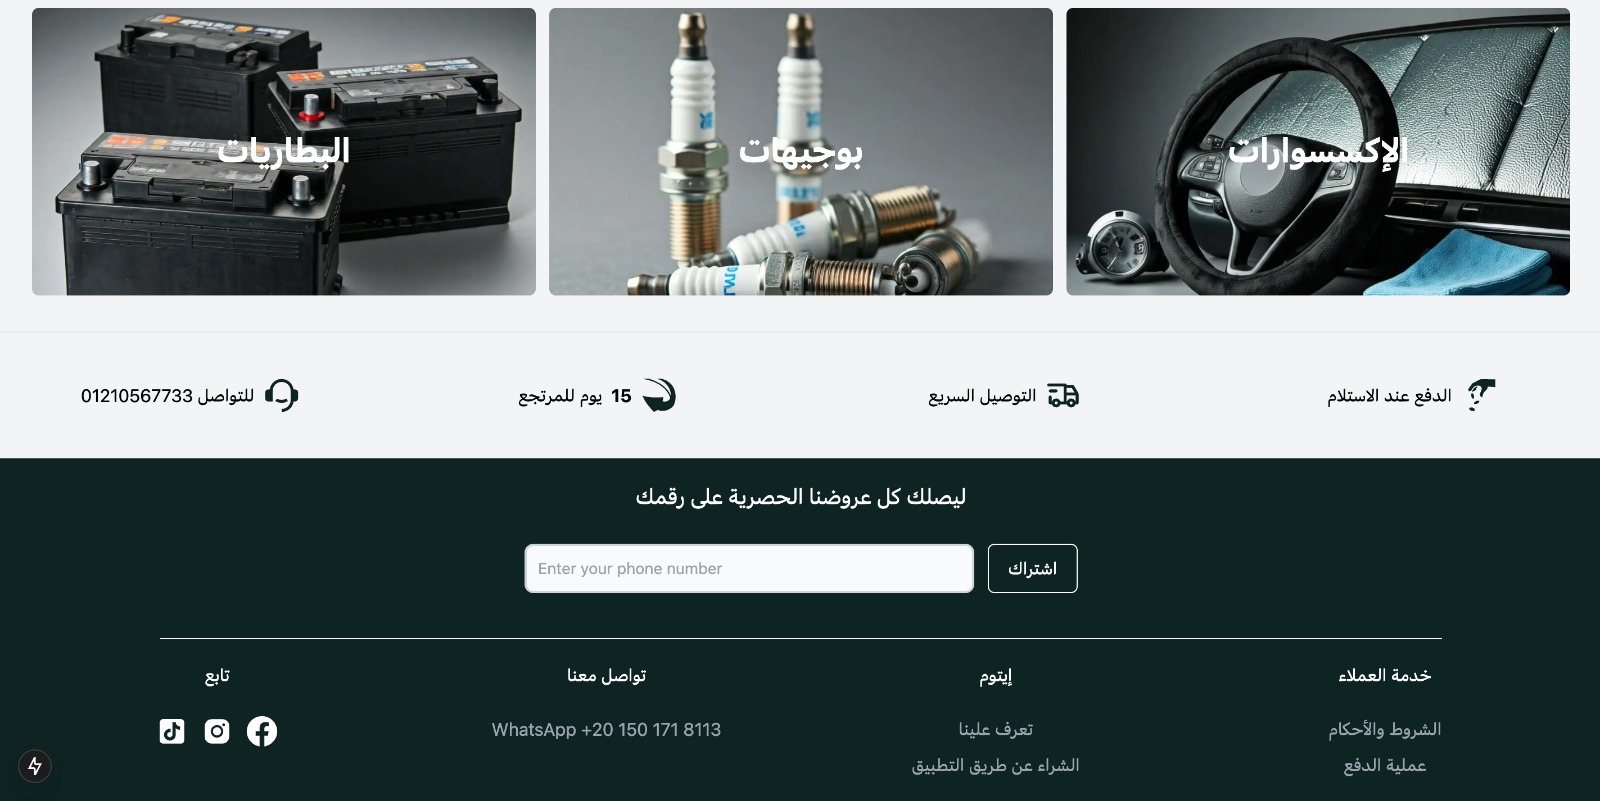 الإكسسوارات
بوجيهات
البطاريات
الدفع عند الاستلام
التوصيل السريع
15 يوم للمرتجع
للتواصل 01210567733
ليصلك كل عروضنا الحصرية على رقمك
Enter your phone number
اشتراك
خدمة العملاء
الشروط والأحكام
عملية الدفع
إيتوم
تعرف علينا
الشراء عن طريق التطبيق
تواصل معنا
WhatsApp +20 150 171 8113
تابع